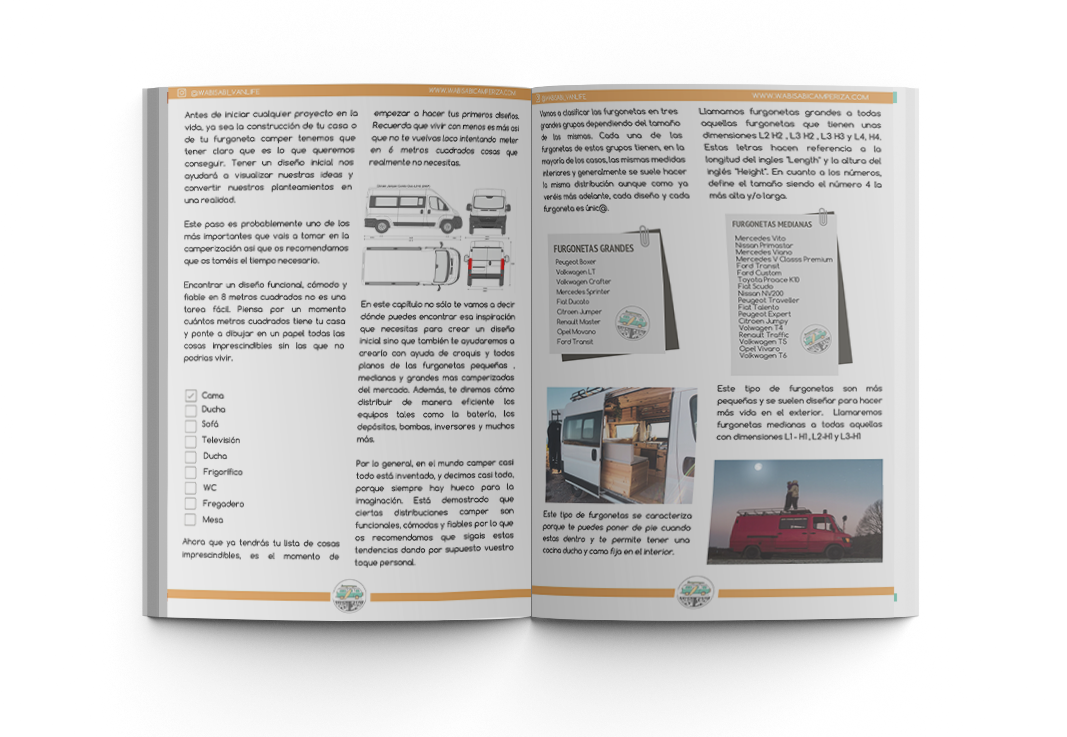 @WABISABI_VANLIFE
WWW.WABISABICAMPERIZA.COM
Antes de iniciar cualquier proyecto en la
vida, ya sea la construcción de tu casa o
de tu furgoneta camper tenemos que
tener claro que es lo que queremos
conseguir. Tener un diseño inicial nos
ayudará a visualizar nuestras ideas y
convertir nuestros planteamientos en
una realidad.
Este paso es probablemente uno de los
más importantes que vais a tomar en la
camperización asi que os recomendamos
que os toméis el tiempo necesario.
Encontrar un diseño funcional, cómodo y
fiable en 8 metros cuadrados no es una
tarea fácil. Piensa por un momento
cuántos metros cuadrados tiene tu casa
y ponte a dibujar en un papel todas las
cosas imprescindibles sin las que no
podrías vivir.
Cama
Ducha
Sofá
Televisión
Ducha
Frigorífico
WC
Fregadero
Mesa
Ahora que ya tendrás tu lista de cosas
imprescindibles, es el momento de
empezar a hacer tus primeros diseños.
Recuerda que vivir con menos es más asi
que no te vuelvas loco intentando meter
en 6 metros cuadrados cosas que
realmente no necesitas.
En este capítulo no sólo te vamos a decir
dónde puedes encontrar esa inspiración
que necesitas para crear un diseño
inicial sino que también te ayudaremos a
crearlo con ayuda de croquis y todos
planos de las furgonetas pequeñas ,
medianas y grandes mas camperizadas
del mercado. Además, te diremos cómo
distribuir de manera eficiente los
equipos tales como la batería, los
depósitos, bombas, inversores y muchos
más.
Por lo general, en el mundo camper casi
todo está inventado, y decimos casi todo,
porque siempre hay hueco para la
imaginación. Está demostrado que
ciertas distribuciones camper son
funcionales, cómodas y fiables por lo que
os recomendamos que sigais estas
tendencias dando por supuesto vuestro
toque personal.
WWW.WABISABICAMPERIZA.COM
Vamos a clasificar las furgonetas en tres
grandes grupos dependiendo del tamaño
de las mismas. Cada una de las
furgonetas de estos grupos tienen, en la
mayoría de los casos, las mismas medidas
interiores y generalmente se suele hacer
la misma distribución aunque como ya
veréis más adelante, cada diseño y cada
furgoneta es únic@.
FURGONETAS GRANDES
Peugeot Boxer
Volkwagen LT
Volkwagen Crafter
Mercedes Sprinter
Fiat Ducato
Citroen Jumper
Renault Master
Opel Movano
Ford Transit
Este tipo de furgonetas se caracteriza
porque te puedes poner de pie cuando
estas dentro y te permite tener una
cocina ducha y cama fija en el interior.
Llamamos furgonetas grandes a todas
aquellas furgonetas que tienen unas
dimensiones L2 H2 , L3 H2 , L3 H3 y L4, H4.
Estas letras hacen referencia a la
longitud del ingles "Length" y la altura del
inglés "Height". En cuanto a los números,
define el tamaño siendo el número 4 la
más alta y/o larga.
FURGONETAS MEDIANAS
Mercedes Vito
Nissan Primastar
Mercedes Viano
Mercedes V Classs Premium
Ford Transit
Ford Custom
Toyota Proace K10
Fiat Scudo
Nissan NV200
Peugeot Traveller
Fiat Talento
Peugeot Expert
Citroen Jumpy
Volwagen T4
Renault Traffic
Volkwagen T5
Opel Vivaro
Volkwagen T6
Este tipo de furgonetas son más
pequeñas y se suelen diseñar para hacer
más vida en el exterior. Llamaremos
furgonetas medianas a todas aquellas
con dimensiones L1 - H1 , L2-H1 y L3-H1